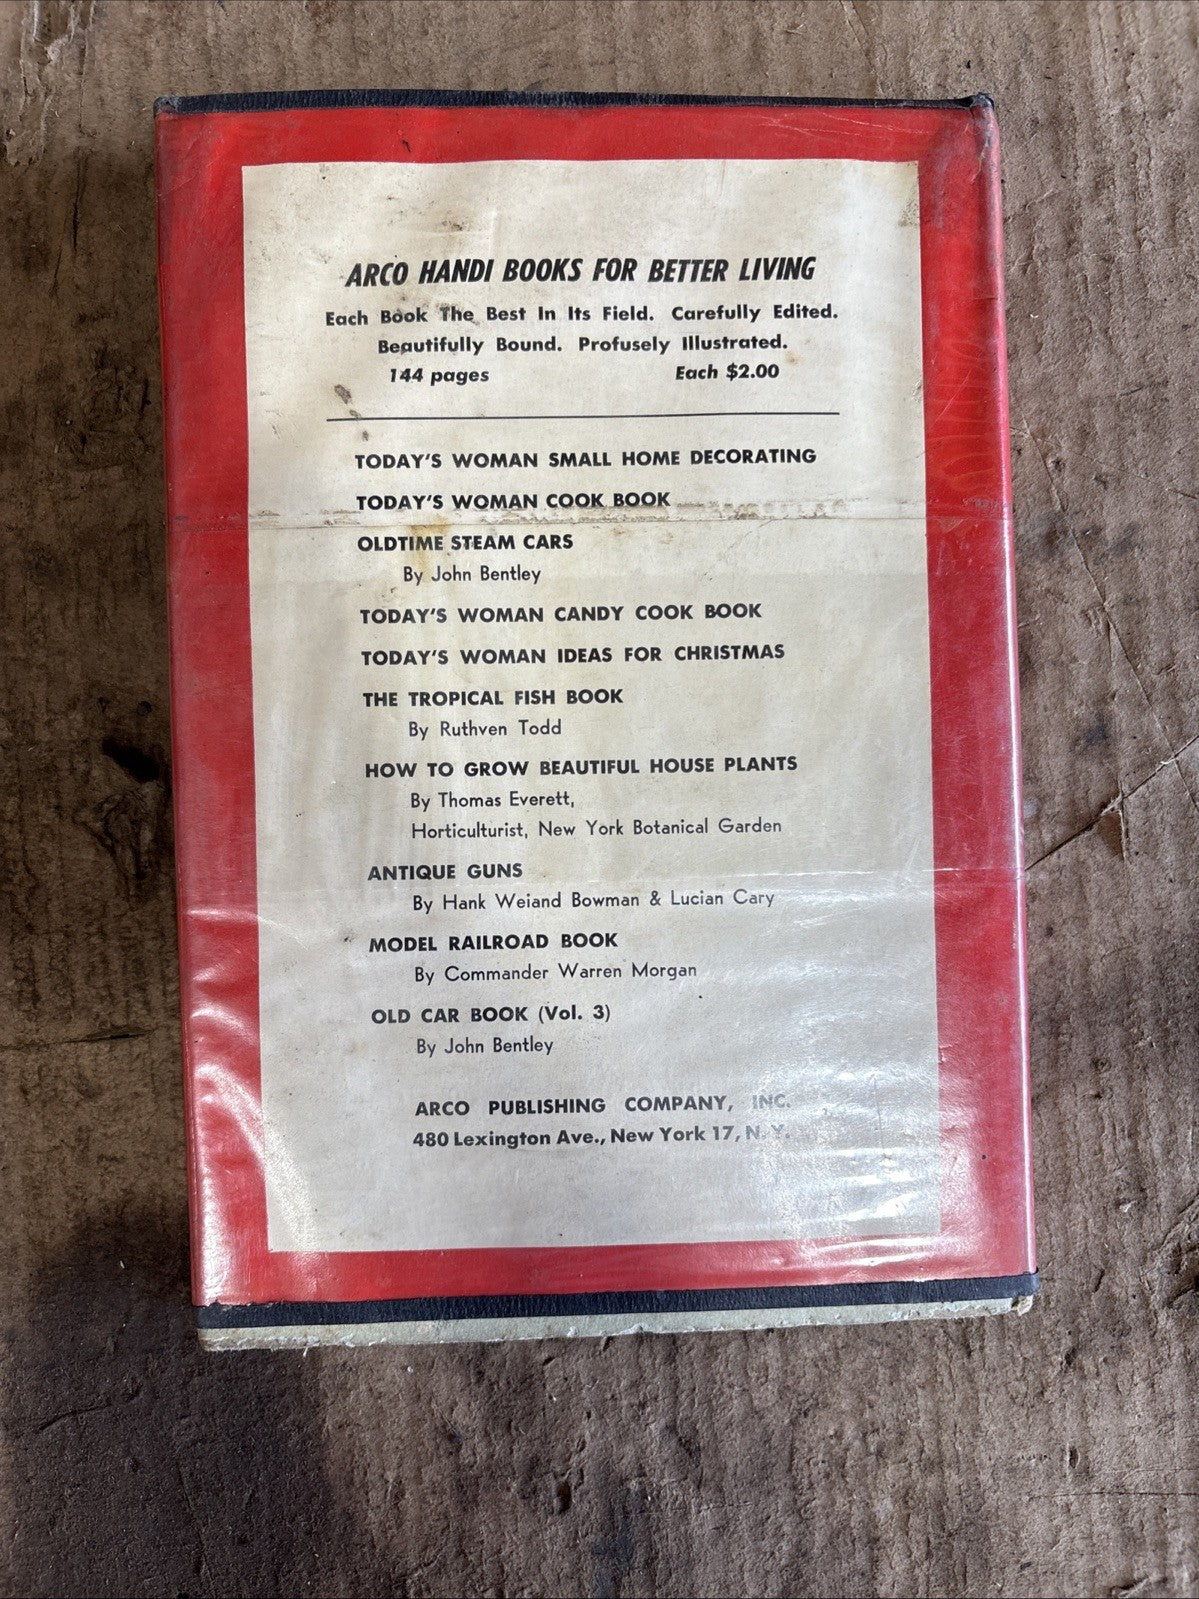 ARCO HANDI BOOKS FOR BETTER LIVING
Each Book The Best In Its Field. Carefully Edited.
Beautifully Bound. Profusely Illustrated.
144 pages Each $2.00
TODAY'S WOMAN SMALL HOME DECORATING
TODAY'S WOMAN COOK BOOK
OLDTIME STEAM CARS
By John Bentley
TODAY'S WOMAN CANDY COOK BOOK
TODAY'S WOMAN IDEAS FOR CHRISTMAS
THE TROPICAL FISH BOOK
By Ruthven Todd
HOW TO GROW BEAUTIFUL HOUSE PLANTS
By Thomas Everett,
Horticulturist, New York Botanical Garden
ANTIQUE GUNS
By Hank Weiand Bowman & Lucian Cary
MODEL RAILROAD BOOK
By Commander Warren Morgan
OLD CAR BOOK (Vol. 3)
By John Bentley
ARCO PUBLISHING COMPANY, INC.
480 Lexington Ave., New York 17, N. Y.